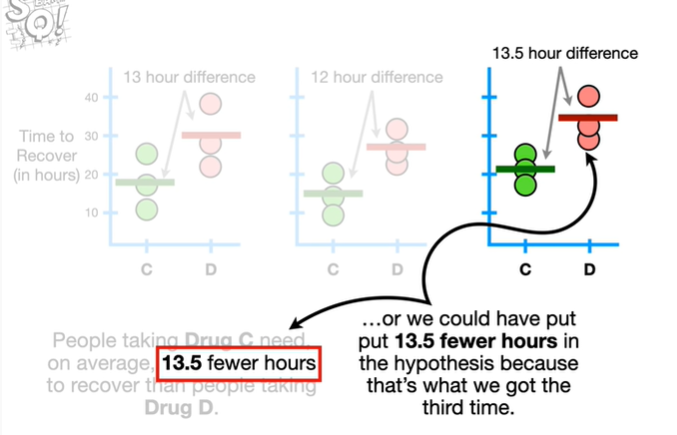 13.5 hour difference
13 hour difference
12 hour difference
40
30
20
10
Time to
Recover
(in hours)
C
D
C
D
C
D
People taking Drug C need,
on average, 13.5 fewer hours
to recover than people taking
Drug D.
…or we could have put
put 13.5 fewer hours in
the hypothesis because
that's what we got the
third time.